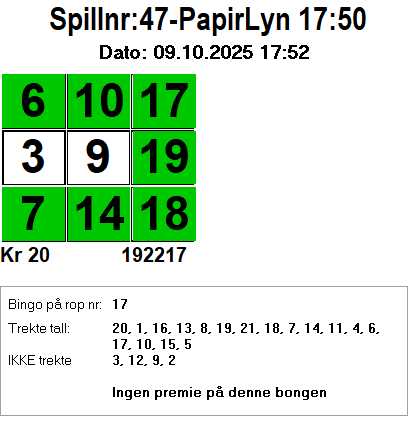 Spillnr:47-PapirLyn 17:50
Dato: 09.10.2025 17:52
6 10 17
3 9 19
7 14 18
Kr 20 192217
Bingo på rop nr: 17
Trekte tall: 20, 1, 16, 13, 8, 19, 21, 18, 7, 14, 11, 4, 6,
17, 10, 15, 5
IKKE trekte 3, 12, 9, 2
Ingen premie på denne bongen